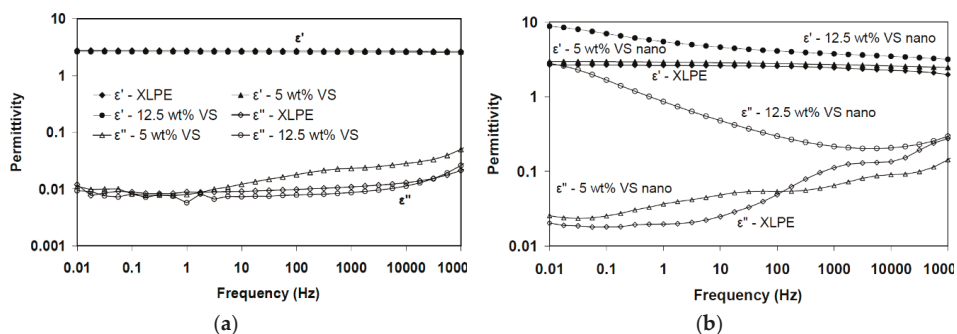 10
1
0.1
0.01
0.001
Permittivity
ε'
ε' - XLPE
ε' - 5 wt% VS
ε' - 12.5 wt% VS
ε" - XLPE
ε" - 5 wt% VS
ε" - 12.5 wt% VS
ε"
0.01 0.1 1 10 100 1000 10000 1000
Frequency (Hz)
(a)
10
1
0.1
0.01
Permittivity
ε' - 12.5 wt% VS nano
ε' - 5 wt% VS nano
ε' - XLPE
ε" - 12.5 wt% VS nano
ε" - 5 wt% VS nano
ε" - XLPE
0.01 0.1 1 10 100 1000 10000 1000
Frequency (Hz)
(b)